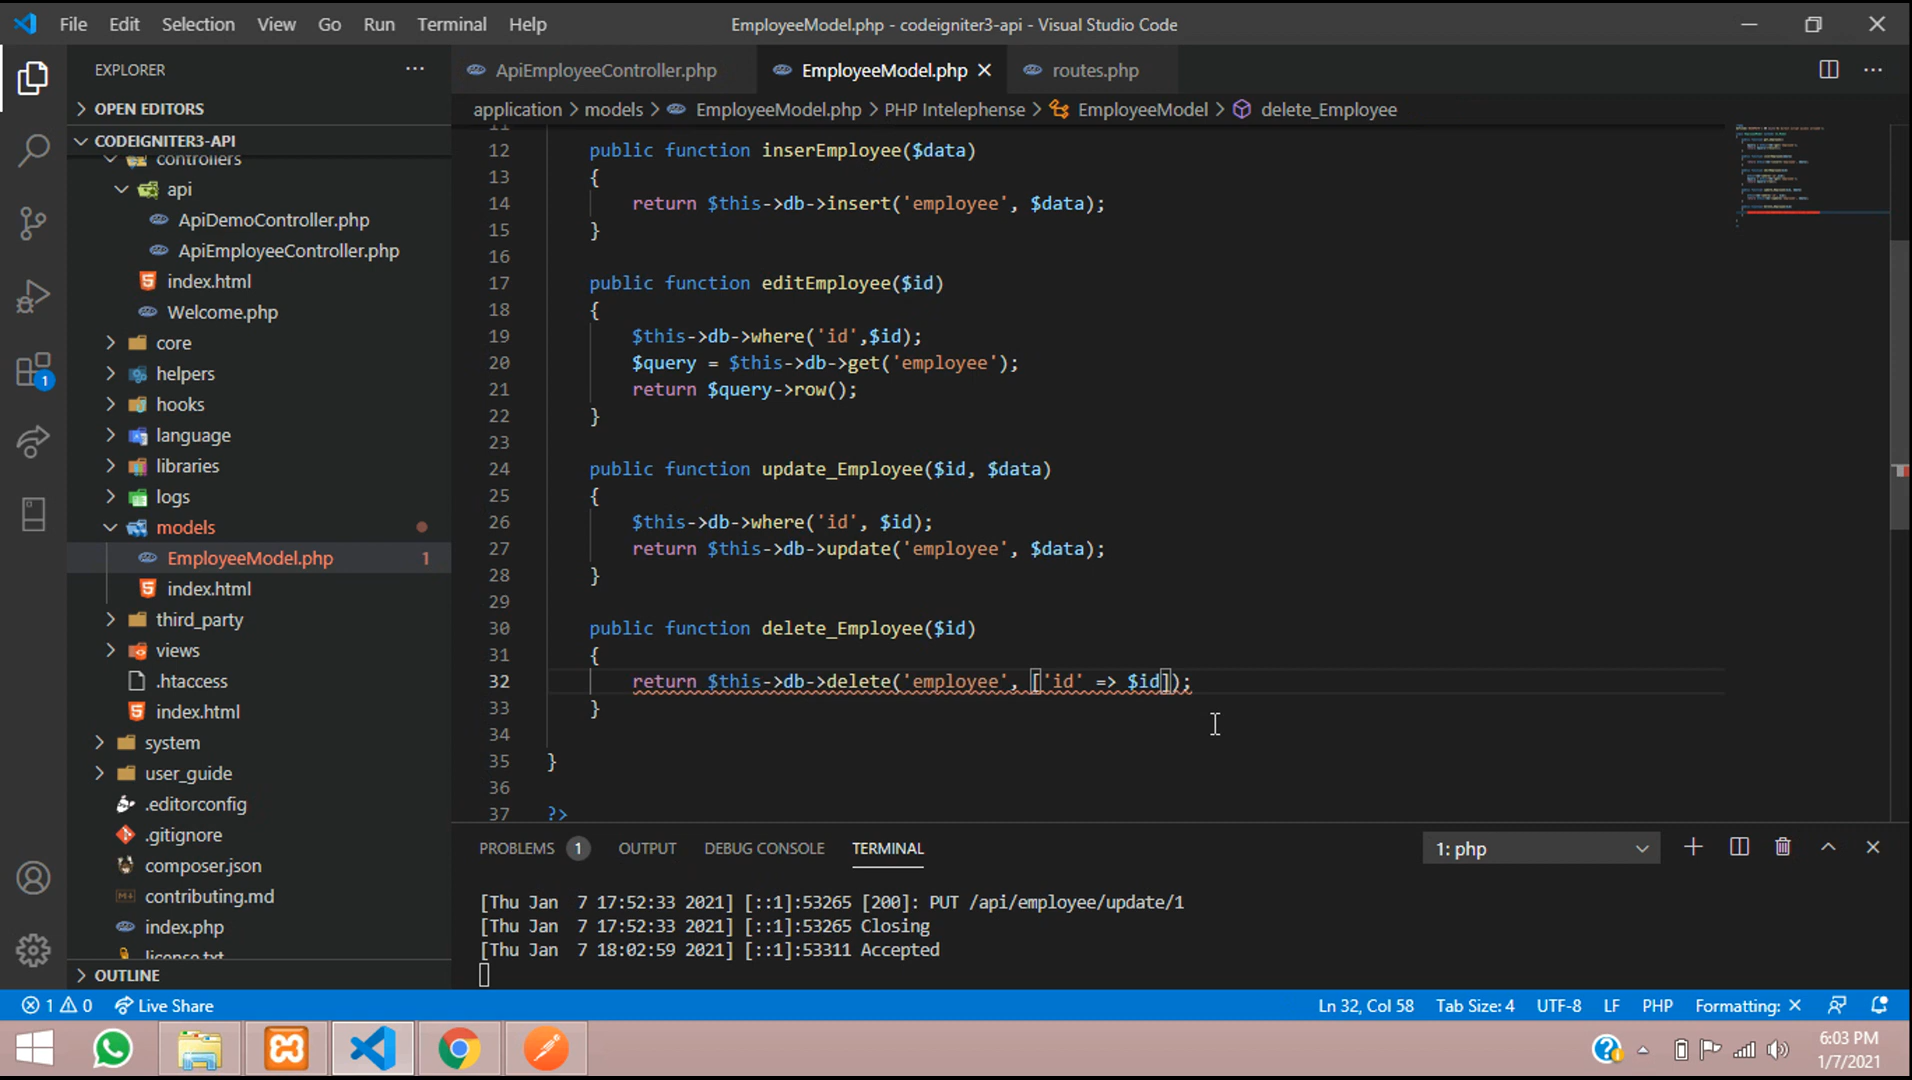 File Edit Selection View Go Run Terminal Help
EmployeeModel.php - codeigniter3-api - Visual Studio Code
EXPLORER
OPEN EDITORS
CODEIGNITER3-API
controllers
api
ApiDemoController.php
ApiEmployeeController.php
index.html
Welcome.php
core
helpers
hooks
language
libraries
logs
models
EmployeeModel.php 1
index.html
third_party
views
.htaccess
index.html
system
user_guide
.editorconfig
.gitignore
composer.json
contributing.md
index.php
license.txt
OUTLINE
1
ApiEmployeeController.php EmployeeModel.php routes.php
application > models > EmployeeModel.php > PHP Intelephense > EmployeeModel > delete_Employee
11
12 public function inserEmployee($data)
13 {
14 return $this->db->insert('employee', $data);
15 }
16
17 public function editEmployee($id)
18 {
19 $this->db->where('id',$id);
20 $query = $this->db->get('employee');
21 return $query->row();
22 }
23
24 public function update_Employee($id, $data)
25 {
26 $this->db->where('id', $id);
27 return $this->db->update('employee', $data);
28 }
29
30 public function delete_Employee($id)
31 {
32 return $this->db->delete('employee', ['id' => $id]);
33 }
34
35 }
36
37 ?>
PROBLEMS 1 OUTPUT DEBUG CONSOLE TERMINAL
1: php
[Thu Jan  7 17:52:33 2021] [::1]:53265 [200]: PUT /api/employee/update/1
[Thu Jan  7 17:52:33 2021] [::1]:53265 Closing
[Thu Jan  7 18:02:59 2021] [::1]:53311 Accepted
1 0 Live Share
Ln 32, Col 58 Tab Size: 4 UTF-8 LF PHP Formatting: ×
6:03 PM
1/7/2021